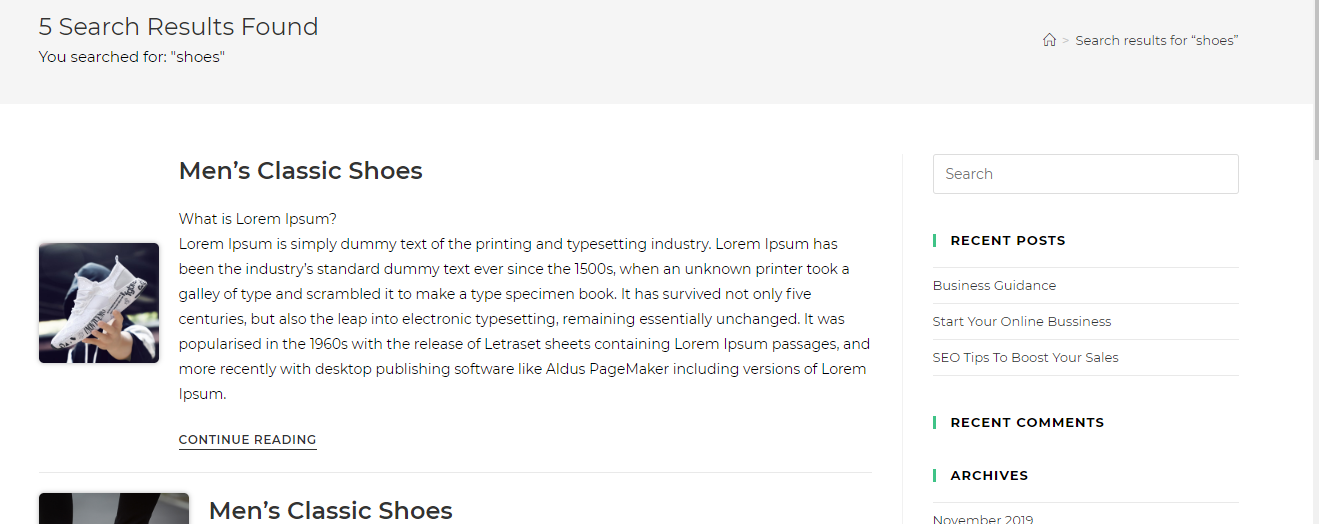 5 Search Results Found
You searched for: "shoes"
> Search results for “shoes”
Men’s Classic Shoes
What is Lorem Ipsum?
Lorem Ipsum is simply dummy text of the printing and typesetting industry. Lorem Ipsum has
been the industry’s standard dummy text ever since the 1500s, when an unknown printer took a
galley of type and scrambled it to make a type specimen book. It has survived not only five
centuries, but also the leap into electronic typesetting, remaining essentially unchanged. It was
popularised in the 1960s with the release of Letraset sheets containing Lorem Ipsum passages, and
more recently with desktop publishing software like Aldus PageMaker including versions of Lorem
Ipsum.
CONTINUE READING
Men’s Classic Shoes
Search
RECENT POSTS
Business Guidance
Start Your Online Bussiness
SEO Tips To Boost Your Sales
RECENT COMMENTS
ARCHIVES
November 2019